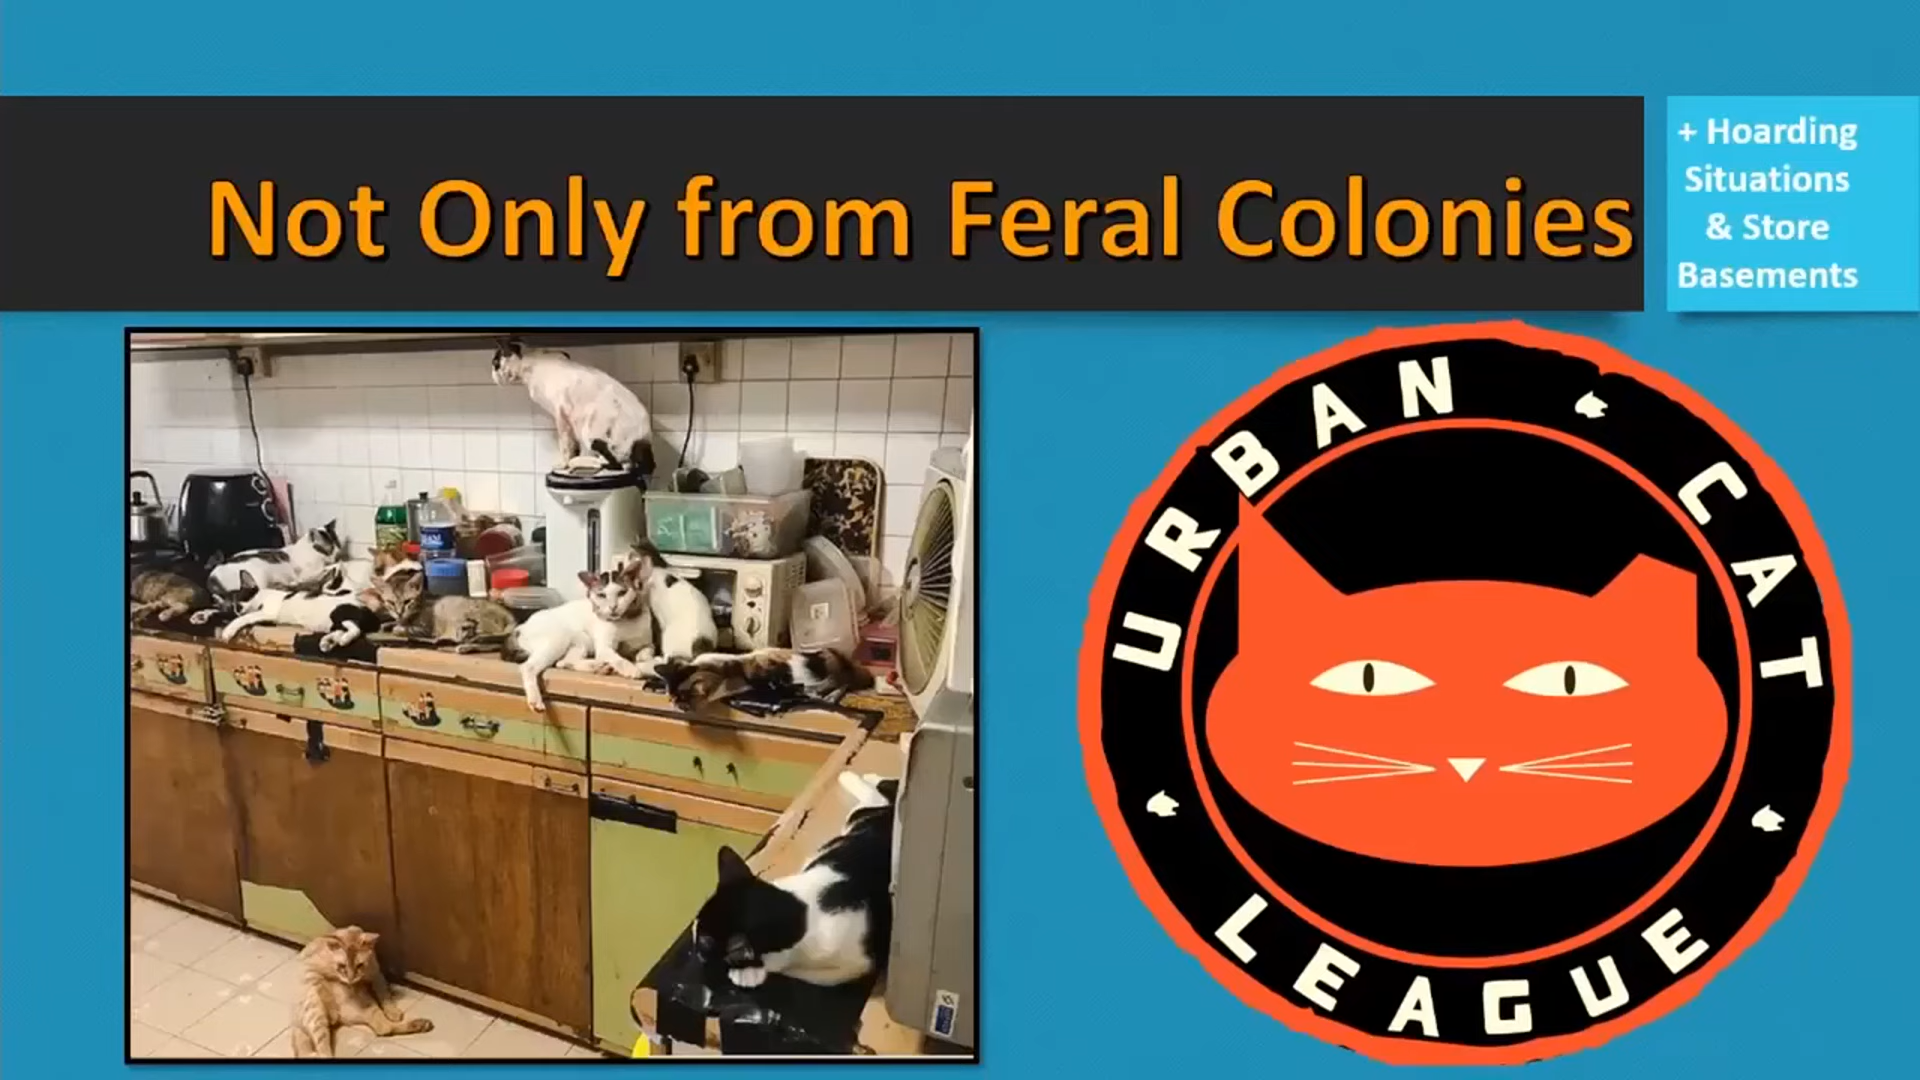 Not Only from Feral Colonies
+ Hoarding
Situations
& Store
Basements
URBAN CAT
LEAGUE